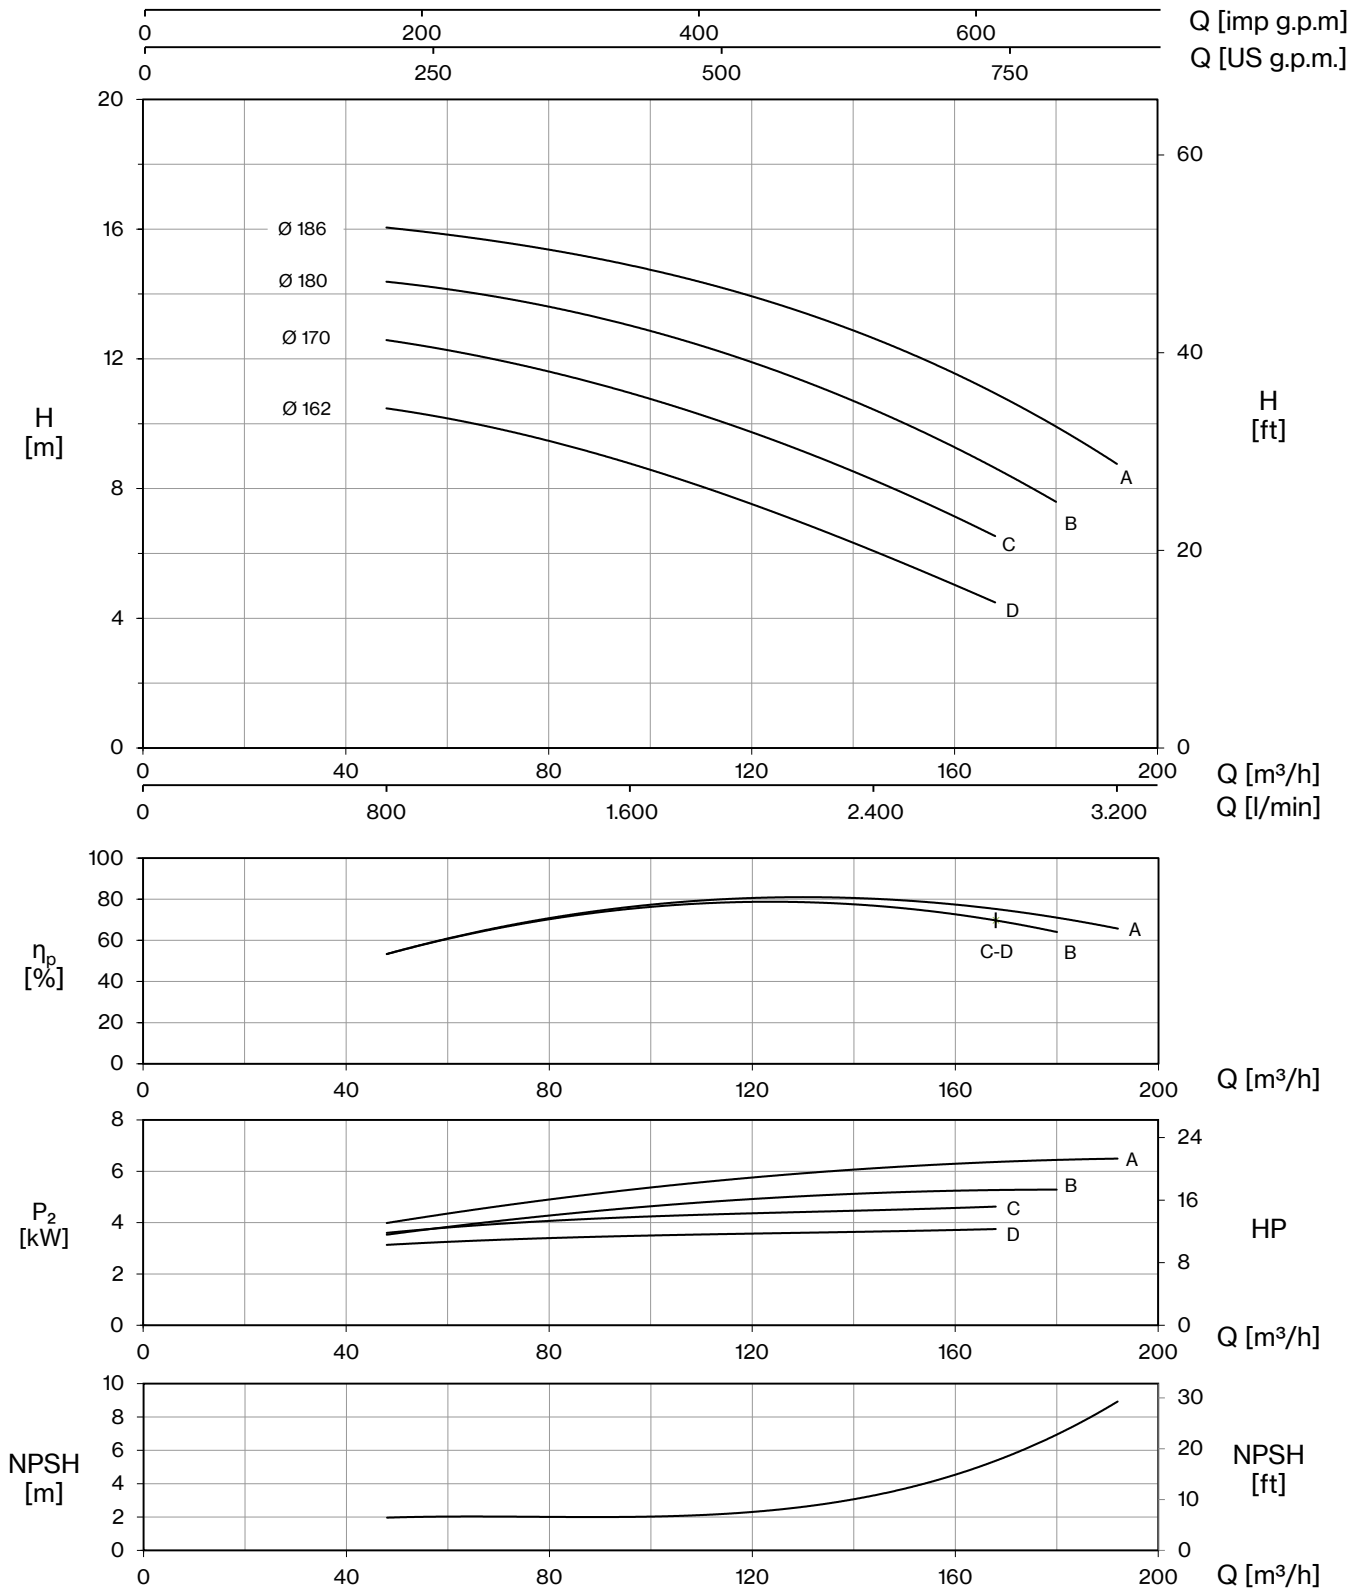 0 200 400 600 Q [imp g.p.m]
0 250 500 750 Q [US g.p.m.]
20
60
16
Ø 186
Ø 180
Ø 170
12
40
Ø 162
H
[m]
H
[ft]
8
A
B
C
20
D
4
0
0
0 40 80 120 160 200 Q [m³/h]
0 800 1.600 2.400 3.200 Q [l/min]
100
80
60
40
20
0
ηp
[%]
A
C-D B
0 40 80 120 160 200 Q [m³/h]
8
6
4
2
0
P₂
[kW]
A
B
C
D
24
16
8
0
HP
0 40 80 120 160 200 Q [m³/h]
10
8
6
4
2
0
NPSH
[m]
30
20
10
0
NPSH
[ft]
0 40 80 120 160 200 Q [m³/h]